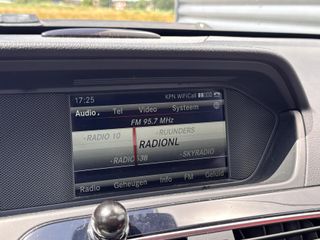 17:25 KPN WiFiCall
Audio Tel Video Systeem
FM 95.7 MHz
-RADIO 10 -RUUNDERS
RADIONL
-RADIO 538 -SKYRADIO
Radio Geheugen Info FM Geluid